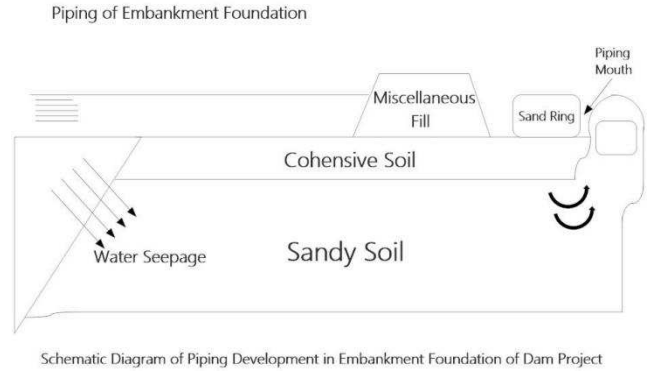 Piping of Embankment Foundation
Piping
Mouth
Miscellaneous
Fill
Sand Ring
Cohensive Soil
Water Seepage
Sandy Soil
Schematic Diagram of Piping Development in Embankment Foundation of Dam Project